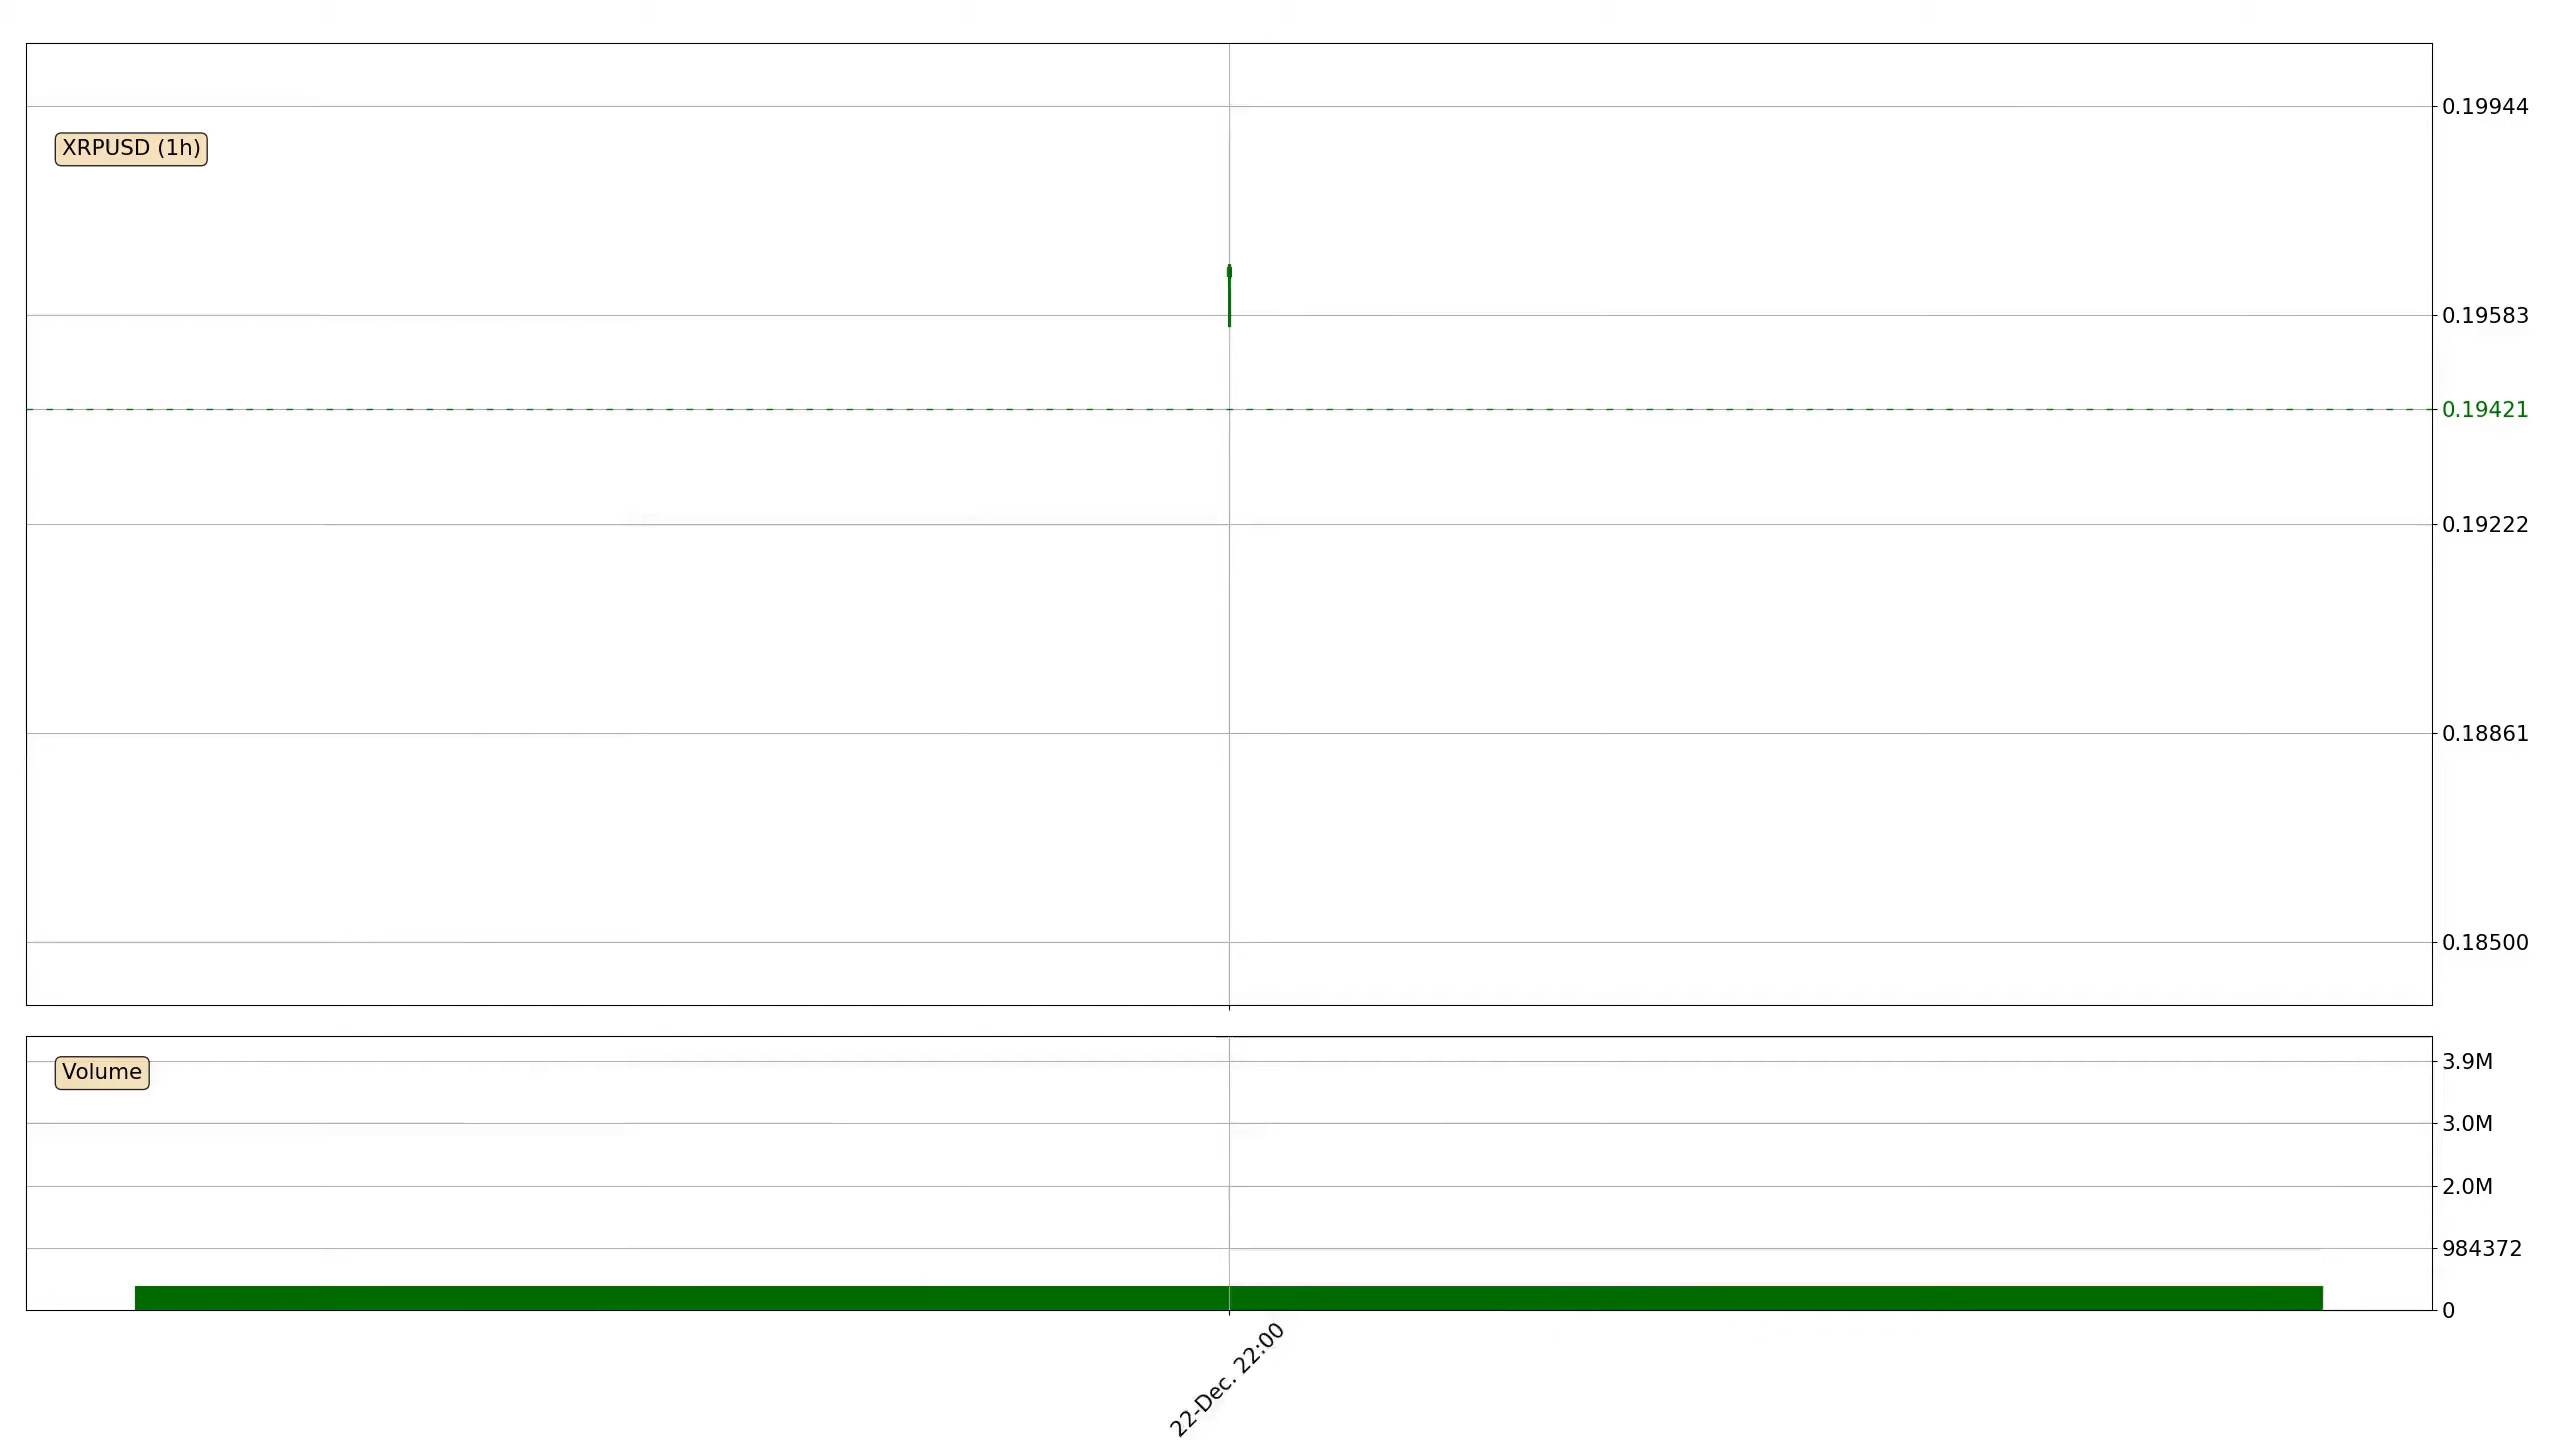 0.19944
XRPUSD (1h)
0.19583
0.19421
0.19222
0.18861
0.18500
Volume
3.9M
3.0M
2.0M
984372
0
22-Dec. 22:00